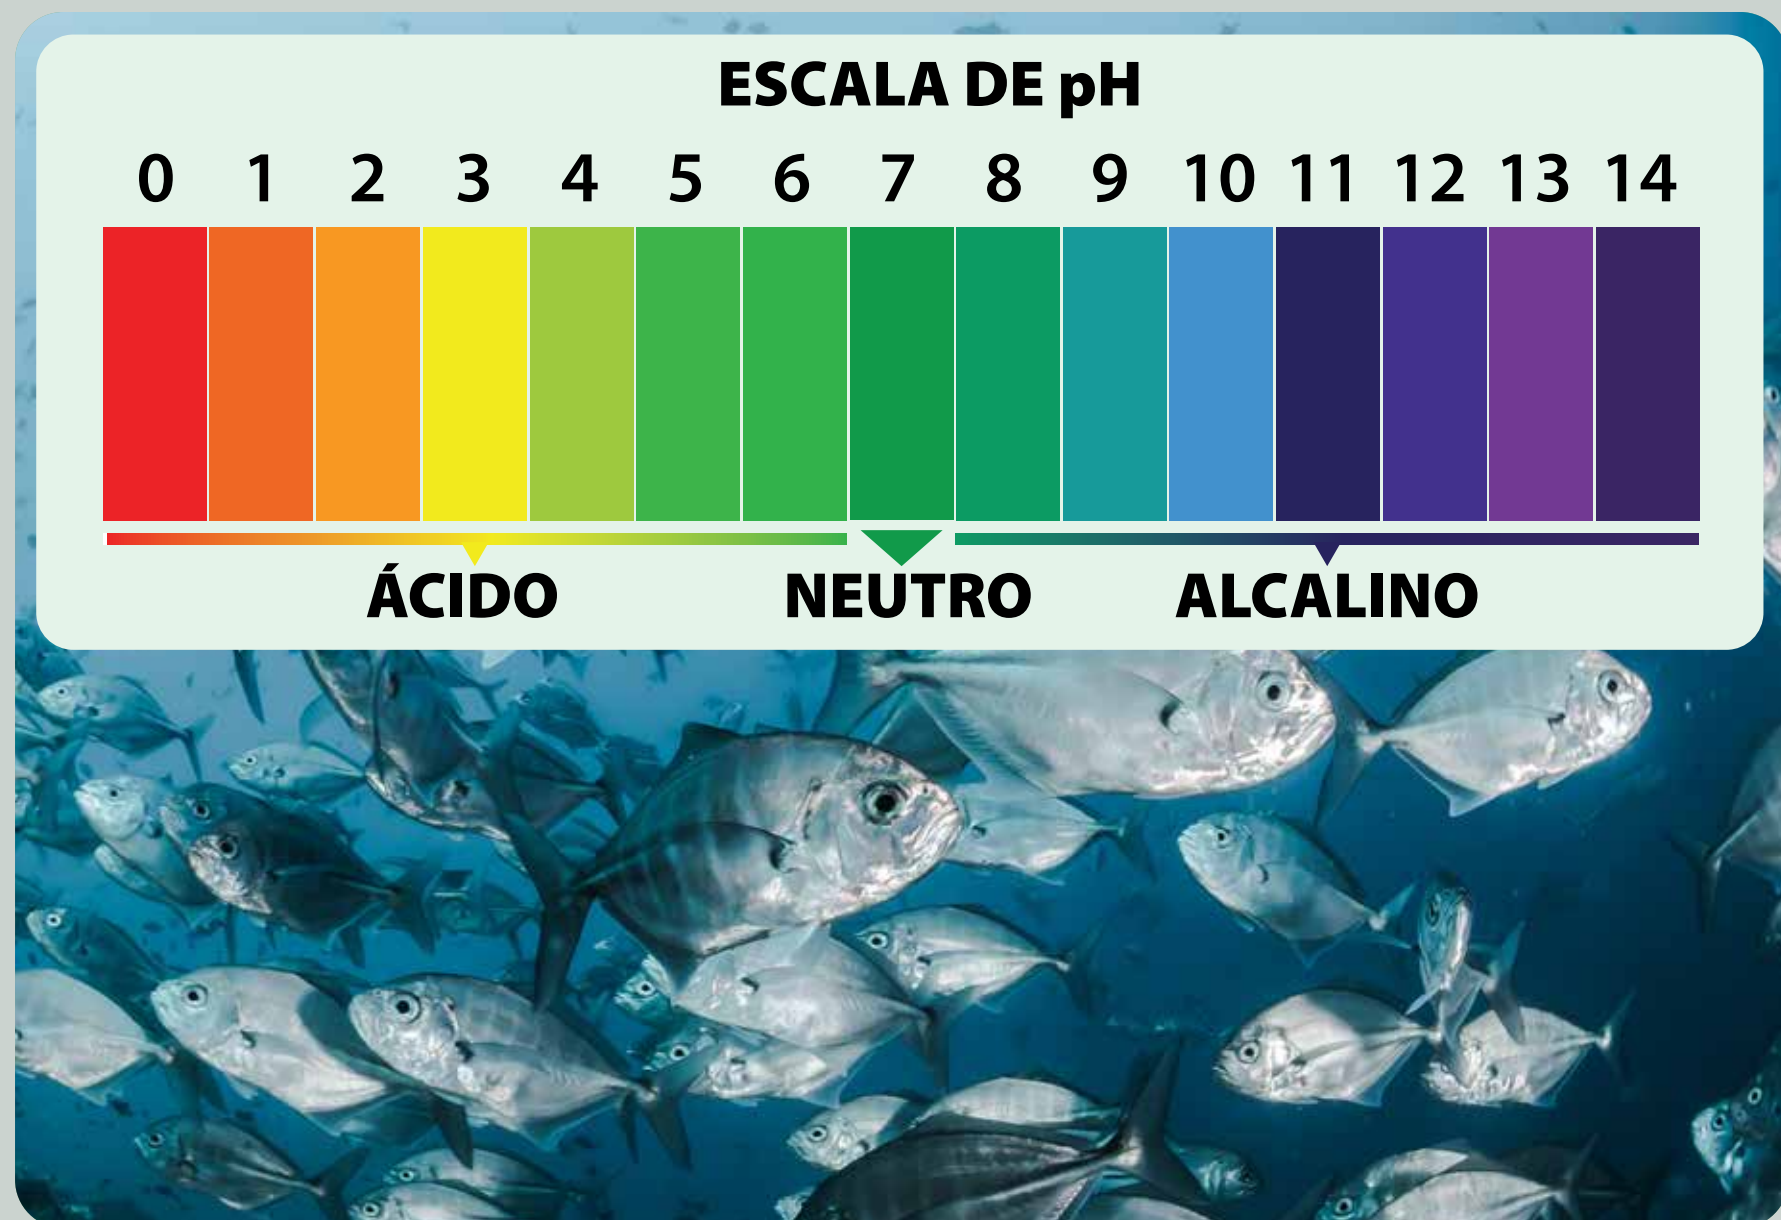 ESCALA DE pH
0 1 2 3 4 5 6 7 8 9 10 11 12 13 14
ÁCIDO NEUTRO ALCALINO